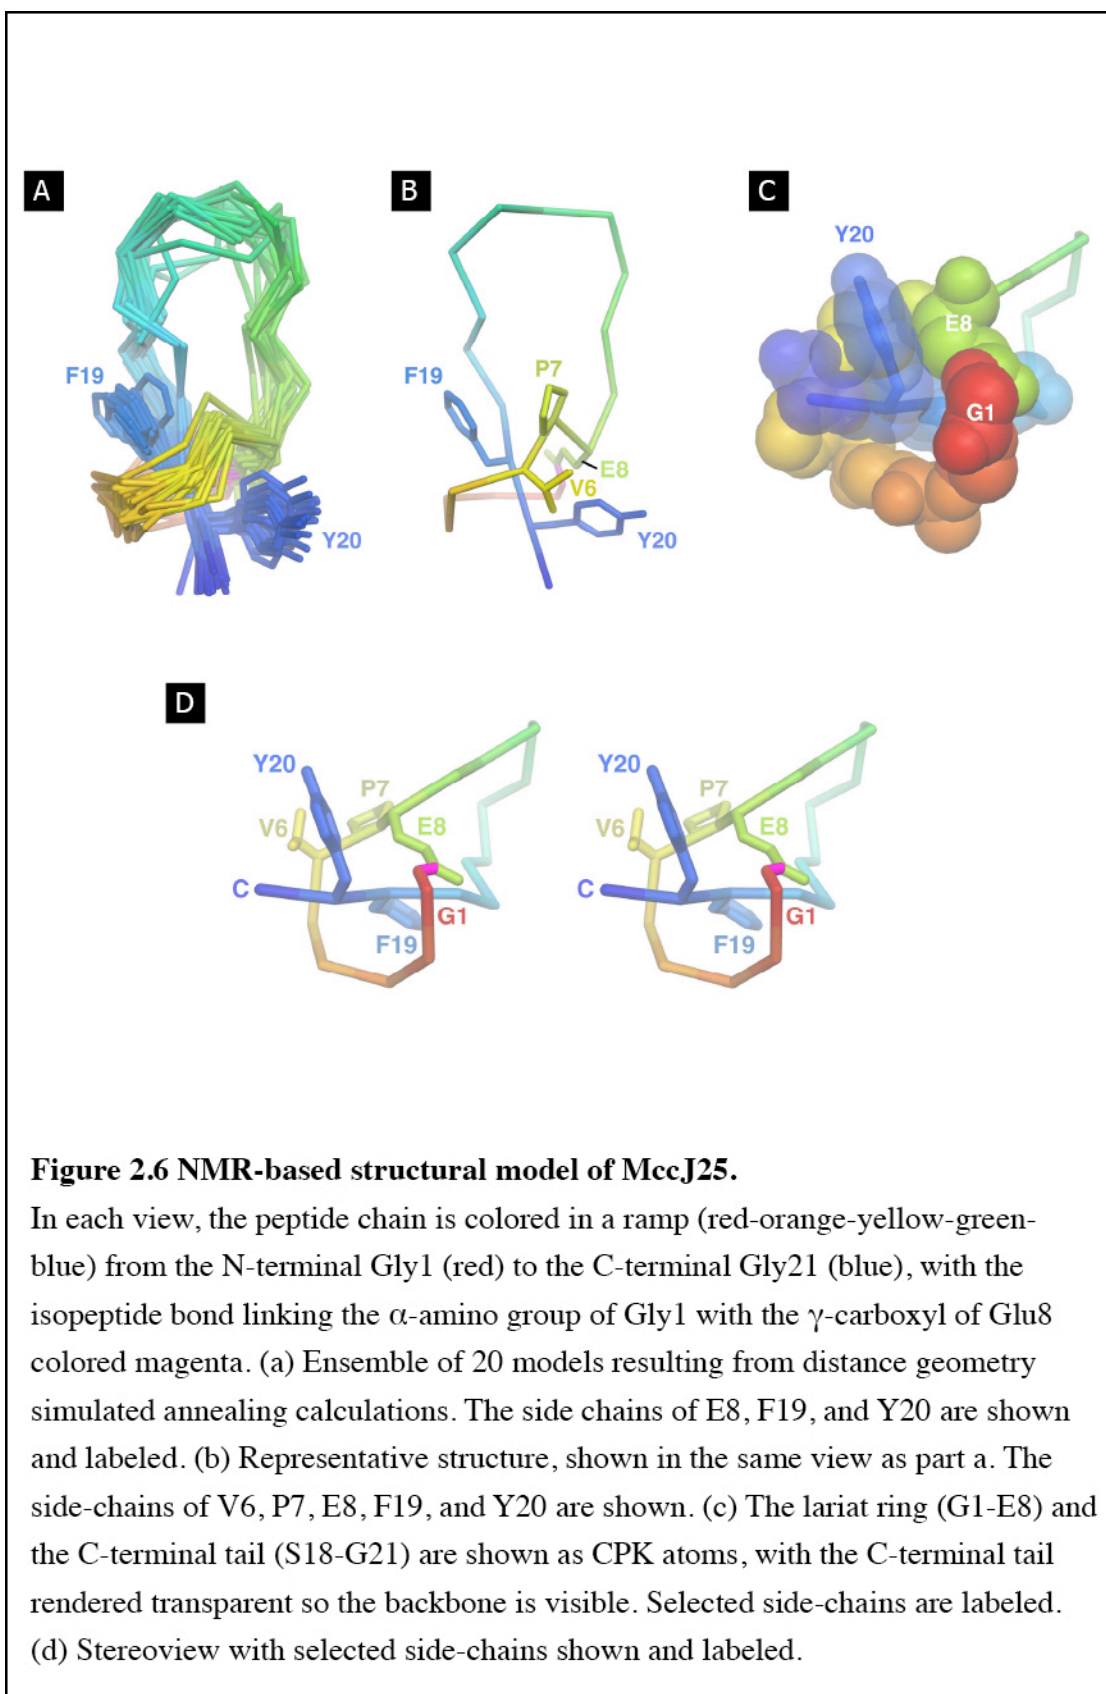 A
B
C
Y20
E8
G1
F19
Y20
F19
P7
E8
V6
Y20
D
Y20
P7
V6
E8
C
G1
F19
Y20
P7
V6
E8
C
G1
F19
Figure 2.6 NMR-based structural model of MccJ25.
In each view, the peptide chain is colored in a ramp (red-orange-yellow-green-
blue) from the N-terminal Gly1 (red) to the C-terminal Gly21 (blue), with the
isopeptide bond linking the α-amino group of Gly1 with the γ-carboxyl of Glu8
colored magenta. (a) Ensemble of 20 models resulting from distance geometry
simulated annealing calculations. The side chains of E8, F19, and Y20 are shown
and labeled. (b) Representative structure, shown in the same view as part a. The
side-chains of V6, P7, E8, F19, and Y20 are shown. (c) The lariat ring (G1-E8) and
the C-terminal tail (S18-G21) are shown as CPK atoms, with the C-terminal tail
rendered transparent so the backbone is visible. Selected side-chains are labeled.
(d) Stereoview with selected side-chains shown and labeled.